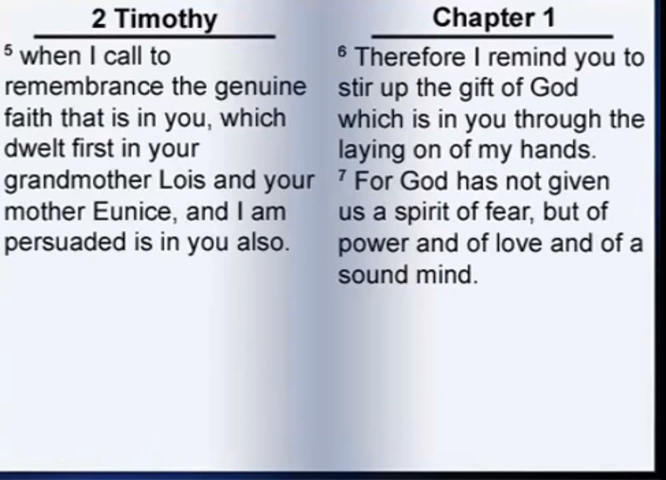 2 Timothy
5 when I call to
remembrance the genuine
faith that is in you, which
dwelt first in your
grandmother Lois and your
mother Eunice, and I am
persuaded is in you also.
Chapter 1
6 Therefore I remind you to
stir up the gift of God
which is in you through the
laying on of my hands.
7 For God has not given
us a spirit of fear, but of
power and of love and of a
sound mind.